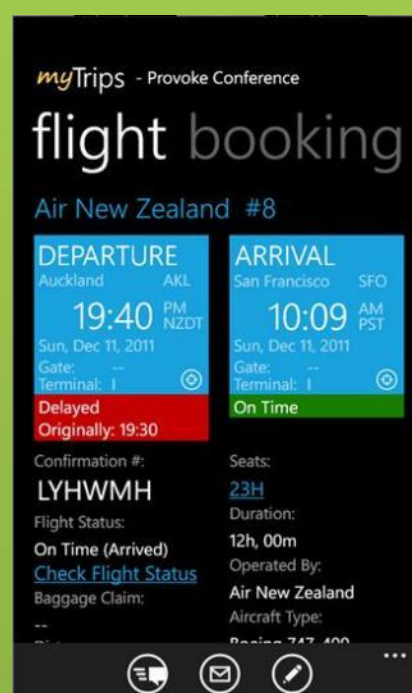 myTrips - Provoke Conference
flight booking
Air New Zealand #8
DEPARTURE
Auckland AKL
19:40 PM NZDT
Sun, Dec 11, 2011
Gate: --
Terminal: I
Delayed
Originally: 19:30
ARRIVAL
San Francisco SFO
10:09 AM PST
Sun, Dec 11, 2011
Gate: --
Terminal: I
On Time
Confirmation #:
LYHWMH
Flight Status:
On Time (Arrived)
Check Flight Status
Baggage Claim:
--
Seats:
23H
Duration:
12h, 00m
Operated By:
Air New Zealand
Aircraft Type:
Boeing 747-400